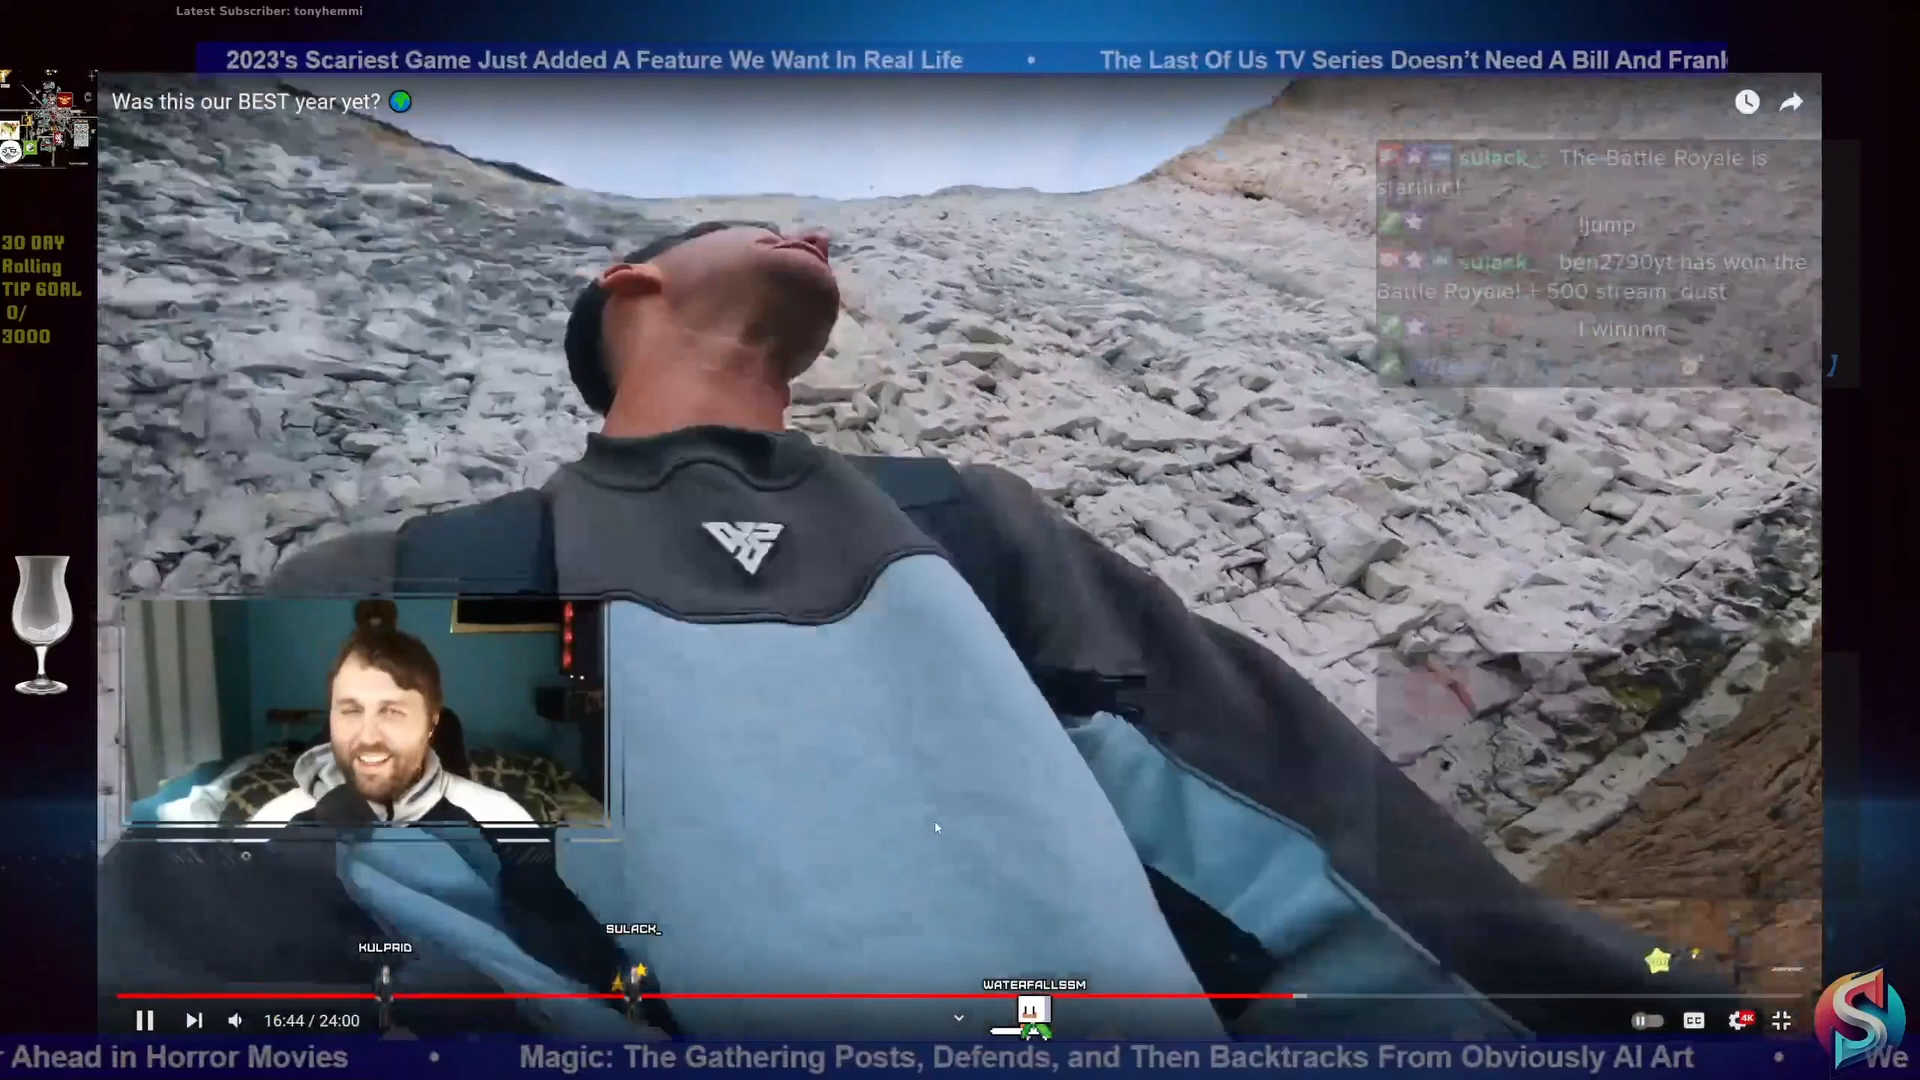 Latest Subscriber: tonyhemmi
2023's Scariest Game Just Added A Feature We Want In Real Life • The Last Of Us TV Series Doesn't Need A Bill And Frank
Was this our BEST year yet?
sulack_: The Battle Royale is
starting!
!jump
sulack_ ben2790yt has won the
Battle Royale! + 500 stream_dust
I winnnn
30 DAY
Rolling
TIP GOAL
0/
3000
SULACK_
KULPRID
WATERFALLSSM
16:44 / 24:00
CC
4K
r Ahead in Horror Movies • Magic: The Gathering Posts, Defends, and Then Backtracks From Obviously AI Art • We